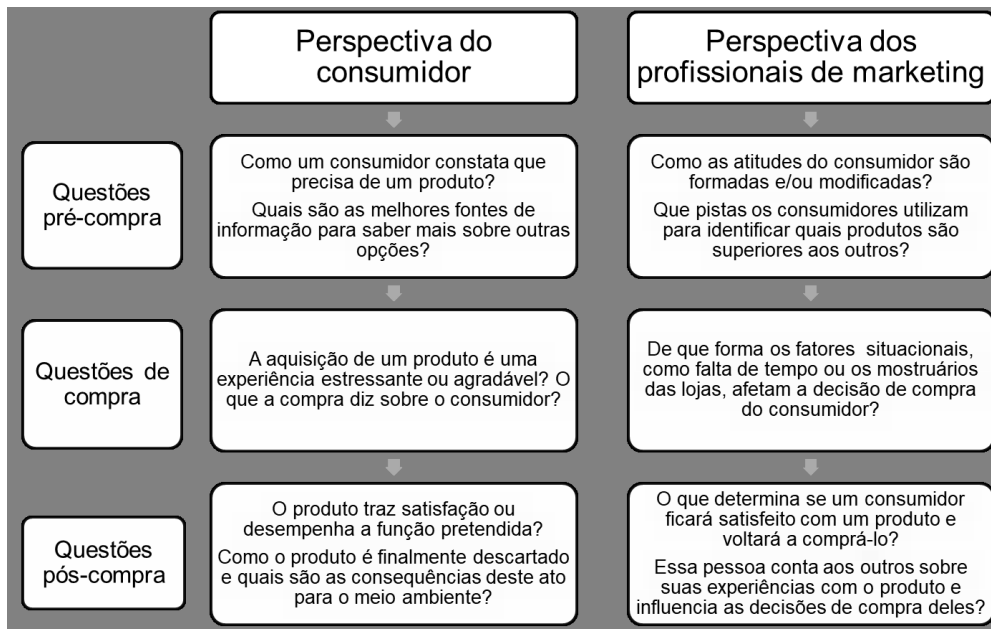 Perspectiva do
consumidor
Perspectiva dos
profissionais de marketing
Questões
pré-compra
Como um consumidor constata que
precisa de um produto?
Quais são as melhores fontes de
informação para saber mais sobre outras
opções?
Como as atitudes do consumidor são
formadas e/ou modificadas?
Que pistas os consumidores utilizam
para identificar quais produtos são
superiores aos outros?
Questões de
compra
A aquisição de um produto é uma
experiência estressante ou agradável? O
que a compra diz sobre o consumidor?
De que forma os fatores situacionais,
como falta de tempo ou os mostruários
das lojas, afetam a decisão de compra
do consumidor?
Questões
pós-compra
O produto traz satisfação ou
desempenha a função pretendida?
Como o produto é finalmente descartado
e quais são as consequências deste ato
para o meio ambiente?
O que determina se um consumidor
ficará satisfeito com um produto e
voltará a comprá-lo?
Essa pessoa conta aos outros sobre
suas experiências com o produto e
influencia as decisões de compra deles?